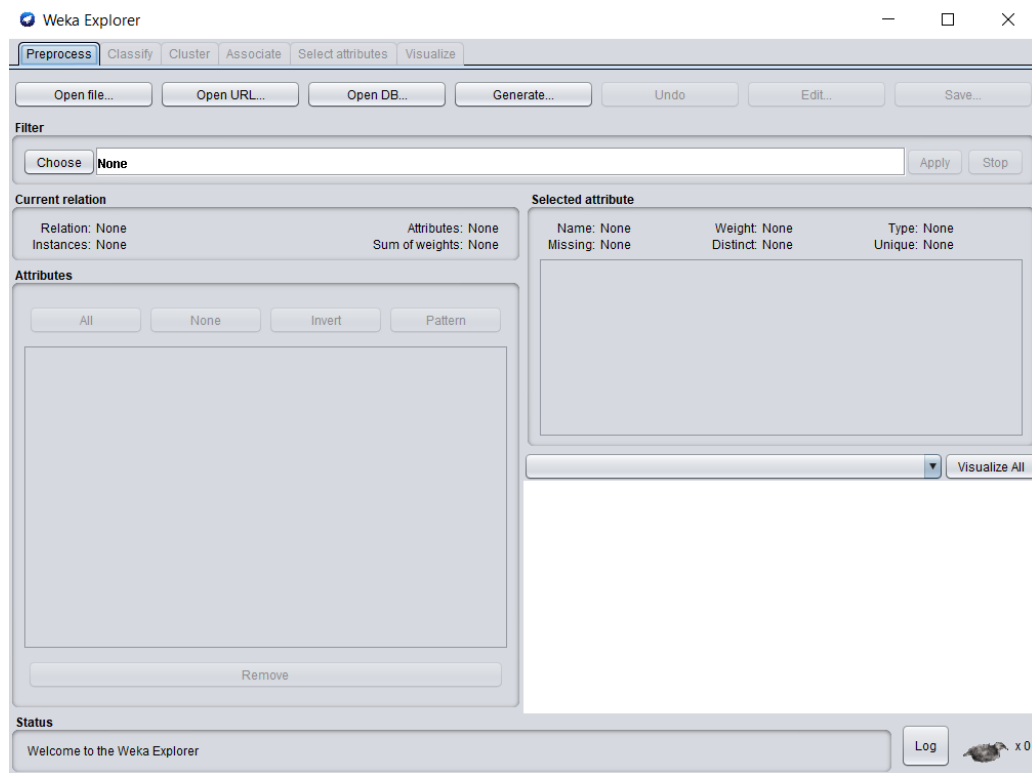 Weka Explorer
Preprocess Classify Cluster Associate Select attributes Visualize
Open file... Open URL... Open DB... Generate... Undo Edit... Save...
Filter
Choose None Apply Stop
Current relation
Relation: None Attributes: None
Instances: None Sum of weights: None
Selected attribute
Name: None Weight: None Type: None
Missing: None Distinct: None Unique: None
Attributes
All None Invert Pattern
Remove
Visualize All
Status
Welcome to the Weka Explorer
Log x 0